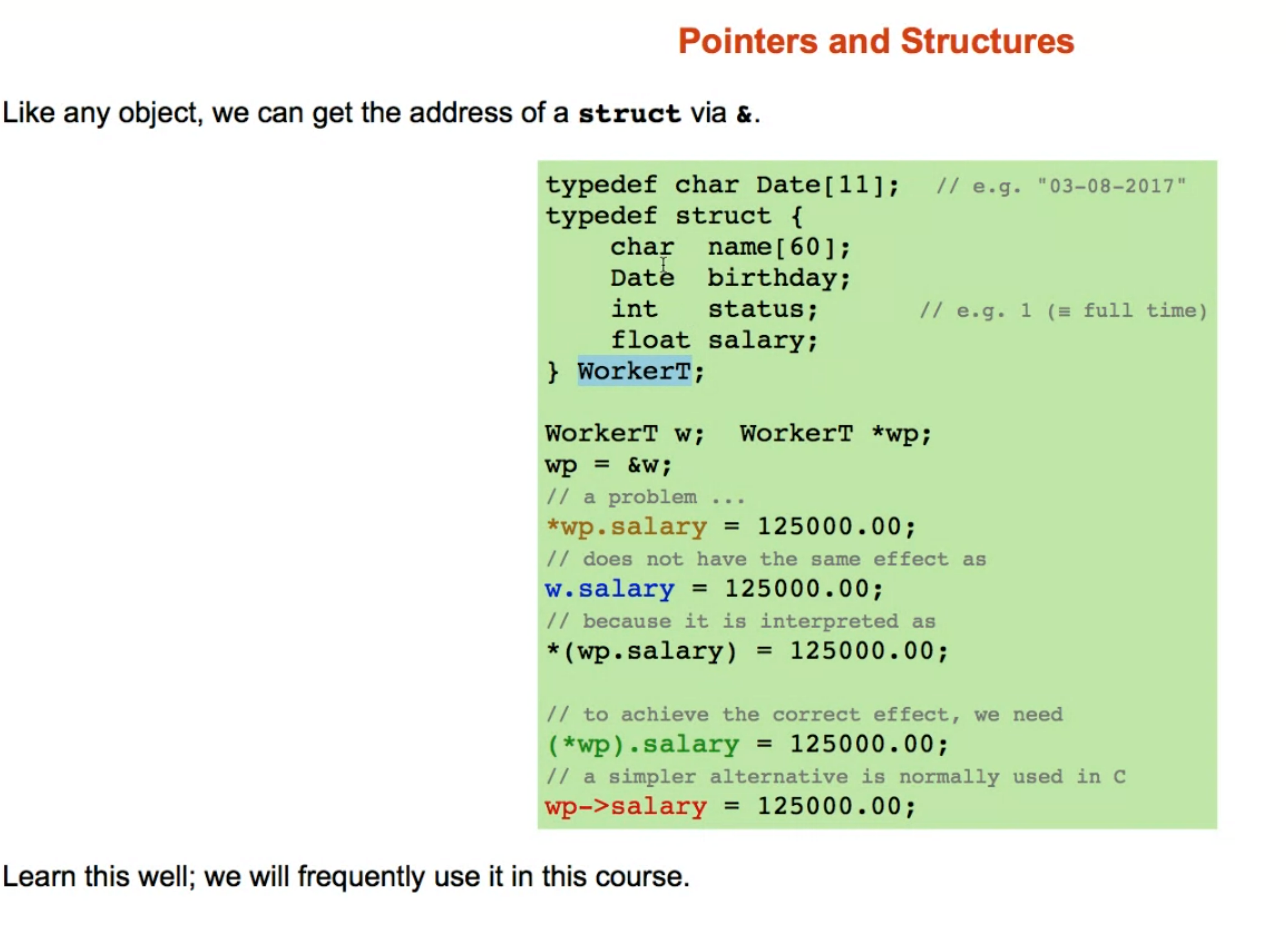 Pointers and Structures
Like any object, we can get the address of a struct via &.
typedef char Date[11];  // e.g. "03-08-2017"
typedef struct {
    char  name[60];
    Date  birthday;
    int   status;      // e.g. 1 (≡ full time)
    float salary;
} WorkerT;
WorkerT w;  WorkerT *wp;
wp = &w;
// a problem ...
*wp.salary = 125000.00;
// does not have the same effect as
w.salary = 125000.00;
// because it is interpreted as
*(wp.salary) = 125000.00;
// to achieve the correct effect, we need
(*wp).salary = 125000.00;
// a simpler alternative is normally used in C
wp->salary = 125000.00;
Learn this well; we will frequently use it in this course.